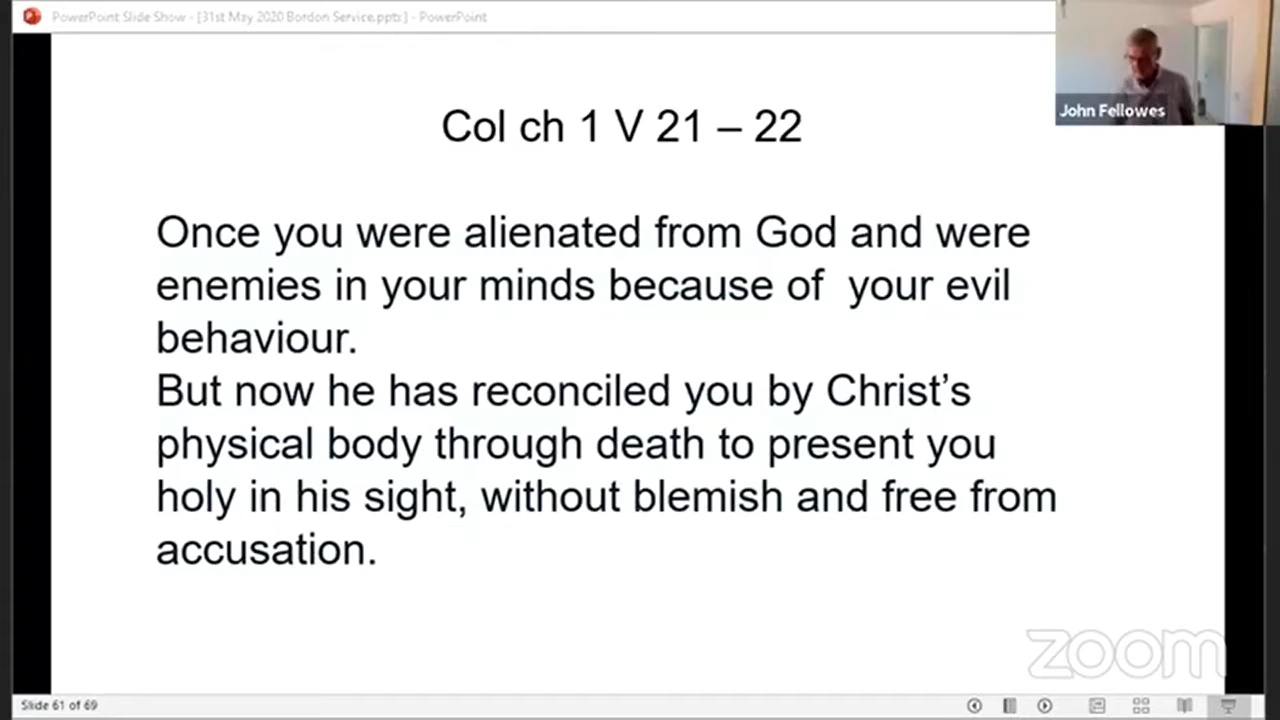 PowerPoint Slide Show - [31st May 2020 Bordon Service.pptx] - PowerPoint
John Fellowes
Col ch 1 V 21 – 22
Once you were alienated from God and were
enemies in your minds because of  your evil
behaviour.
But now he has reconciled you by Christ’s
physical body through death to present you
holy in his sight, without blemish and free from
accusation.
zoom
Slide 61 of 69